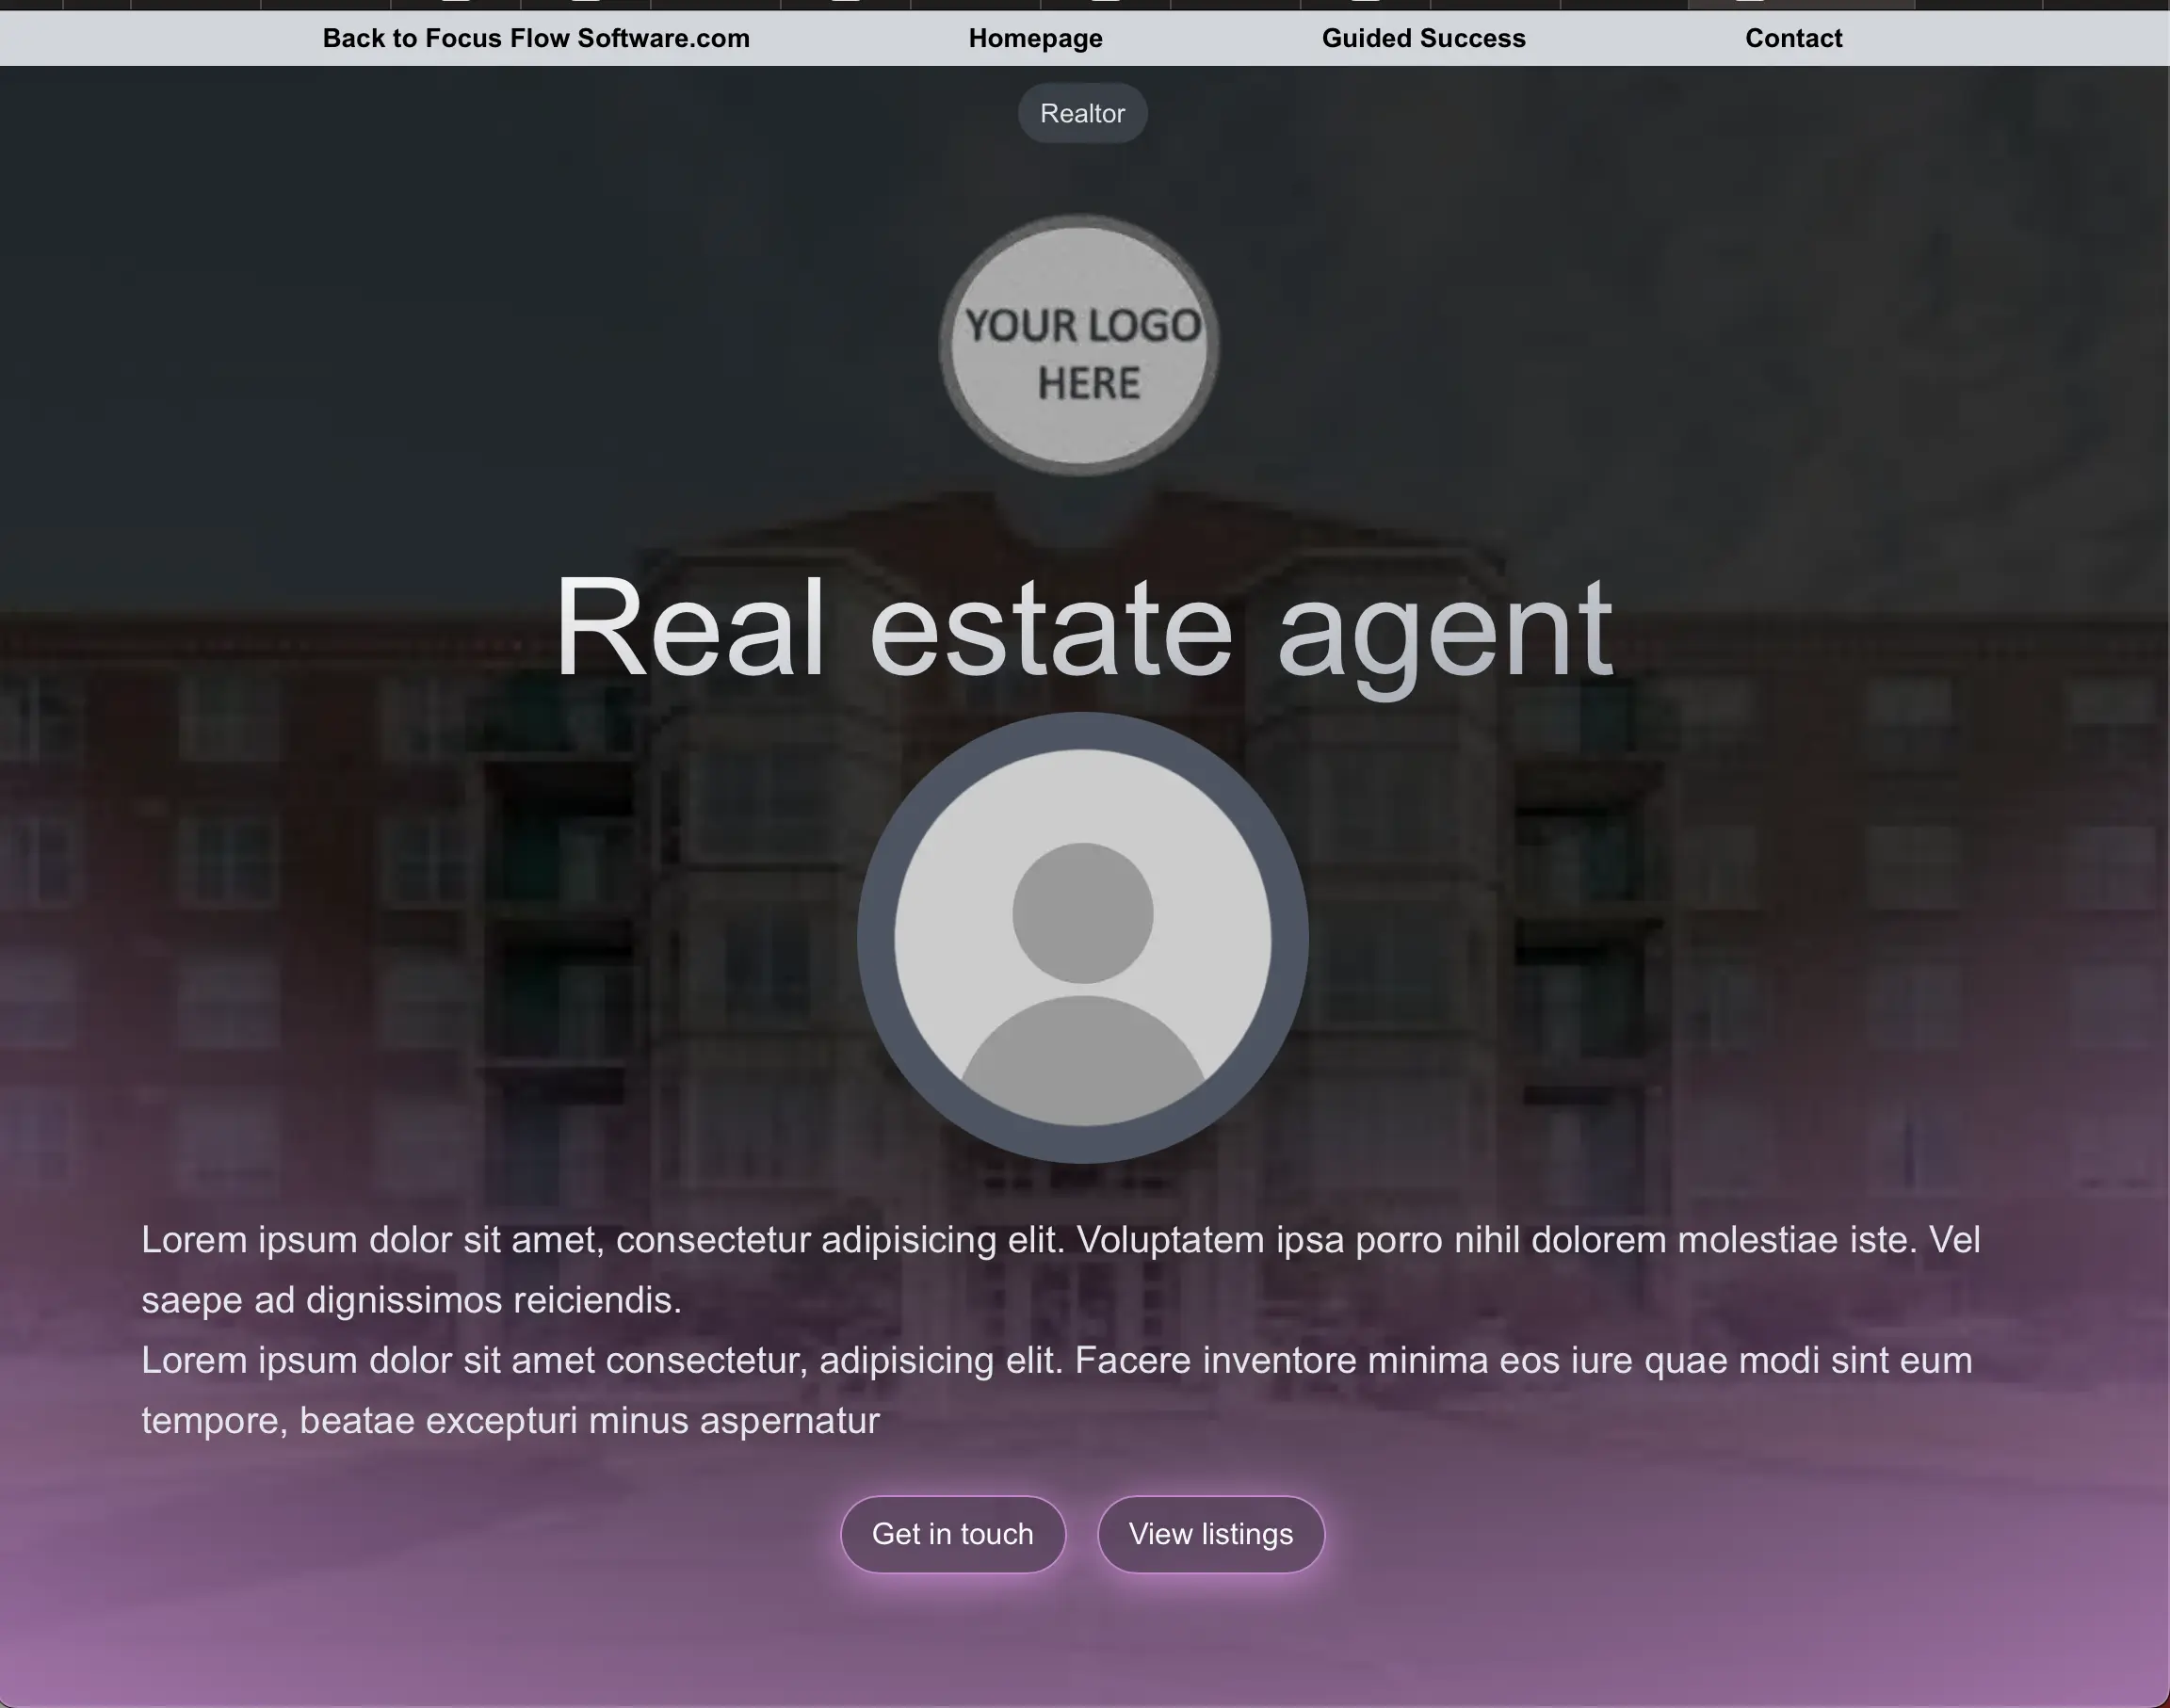 Back to Focus Flow Software.com Homepage Guided Success Contact
Realtor
YOUR LOGO
HERE
Real estate agent
Lorem ipsum dolor sit amet, consectetur adipisicing elit. Voluptatem ipsa porro nihil dolorem molestiae iste. Vel
saepe ad dignissimos reiciendis.
Lorem ipsum dolor sit amet consectetur, adipisicing elit. Facere inventore minima eos iure quae modi sint eum
tempore, beatae excepturi minus aspernatur
Get in touch View listings